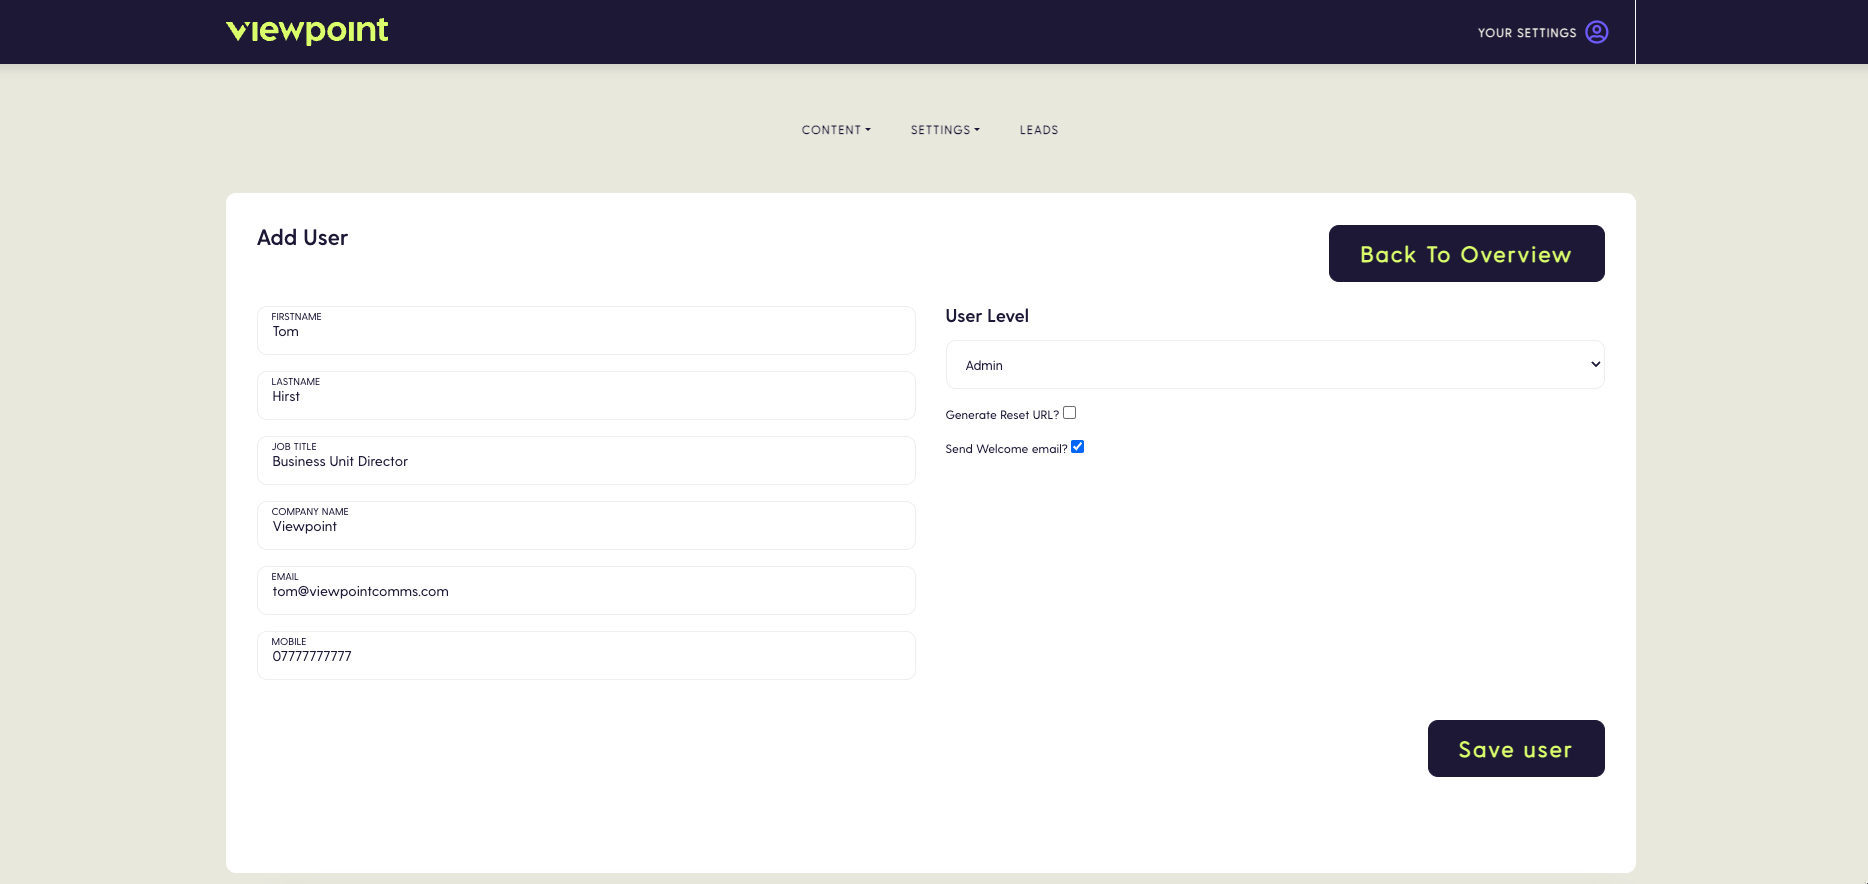 viewpoint
YOUR SETTINGS
CONTENT
SETTINGS
LEADS
Add User
Back To Overview
FIRSTNAME
Tom
LASTNAME
Hirst
JOB TITLE
Business Unit Director
COMPANY NAME
Viewpoint
EMAIL
tom@viewpointcomms.com
MOBILE
07777777777
User Level
Admin
Generate Reset URL?
Send Welcome email?
Save user